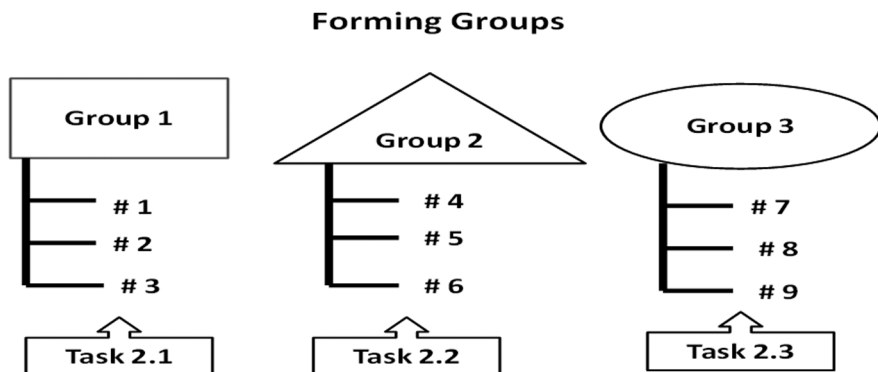 Forming Groups
Group 1
# 1
# 2
# 3
Task 2.1
Group 2
# 4
# 5
# 6
Task 2.2
Group 3
# 7
# 8
# 9
Task 2.3